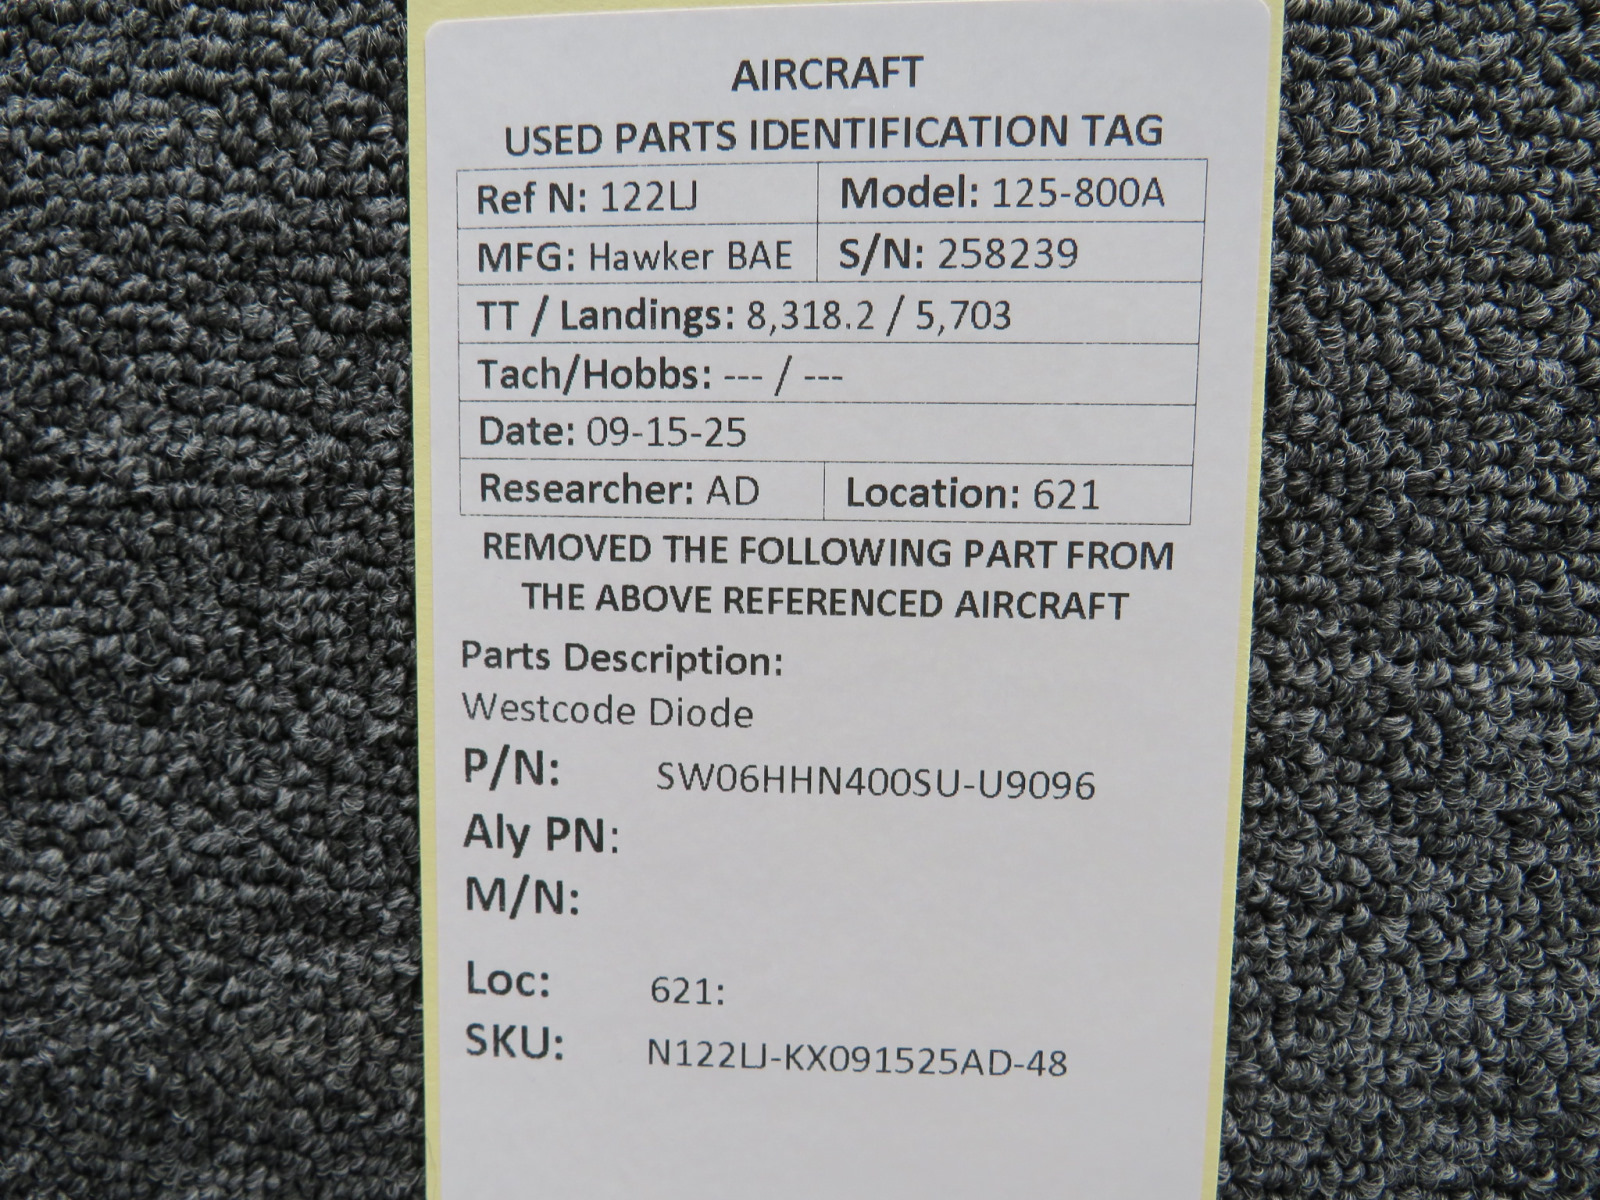 AIRCRAFT
USED PARTS IDENTIFICATION TAG
Ref N: 122LJ Model: 125-800A
MFG: Hawker BAE S/N: 258239
TT / Landings: 8,318.2 / 5,703
Tach/Hobbs: --- / ---
Date: 09-15-25
Researcher: AD Location: 621
REMOVED THE FOLLOWING PART FROM
THE ABOVE REFERENCED AIRCRAFT
Parts Description:
Westcode Diode
P/N: SW06HHN400SU-U9096
Aly PN:
M/N:
Loc: 621:
SKU: N122LJ-KX091525AD-48